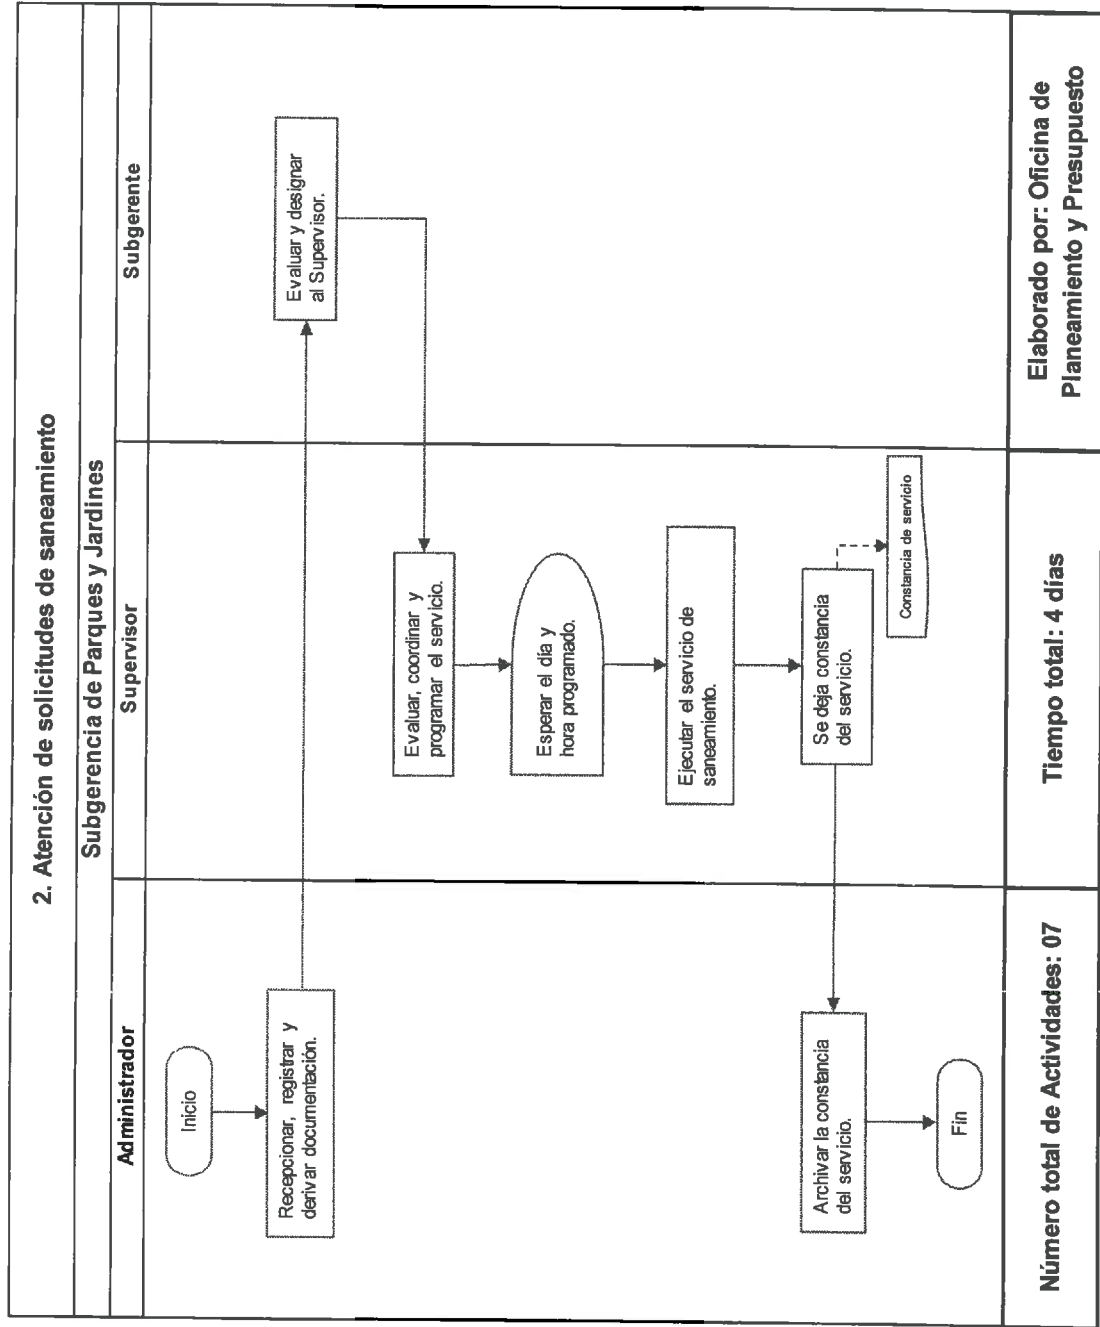 2. Atención de solicitudes de saneamiento
Subgerencia de Parques y Jardines
Administrador
Supervisor
Subgerente
Inicio
Recepcionar, registrar y
derivar documentación.
Evaluar y designar
al Supervisor.
Evaluar, coordinar y
programar el servicio.
Esperar el día y
hora programado.
Ejecutar el servicio de
saneamiento.
Se deja constancia
del servicio.
Constancia de servicio
Archivar la constancia
del servicio.
Fin
Número total de Actividades: 07
Tiempo total: 4 días
Elaborado por: Oficina de
Planeamiento y Presupuesto